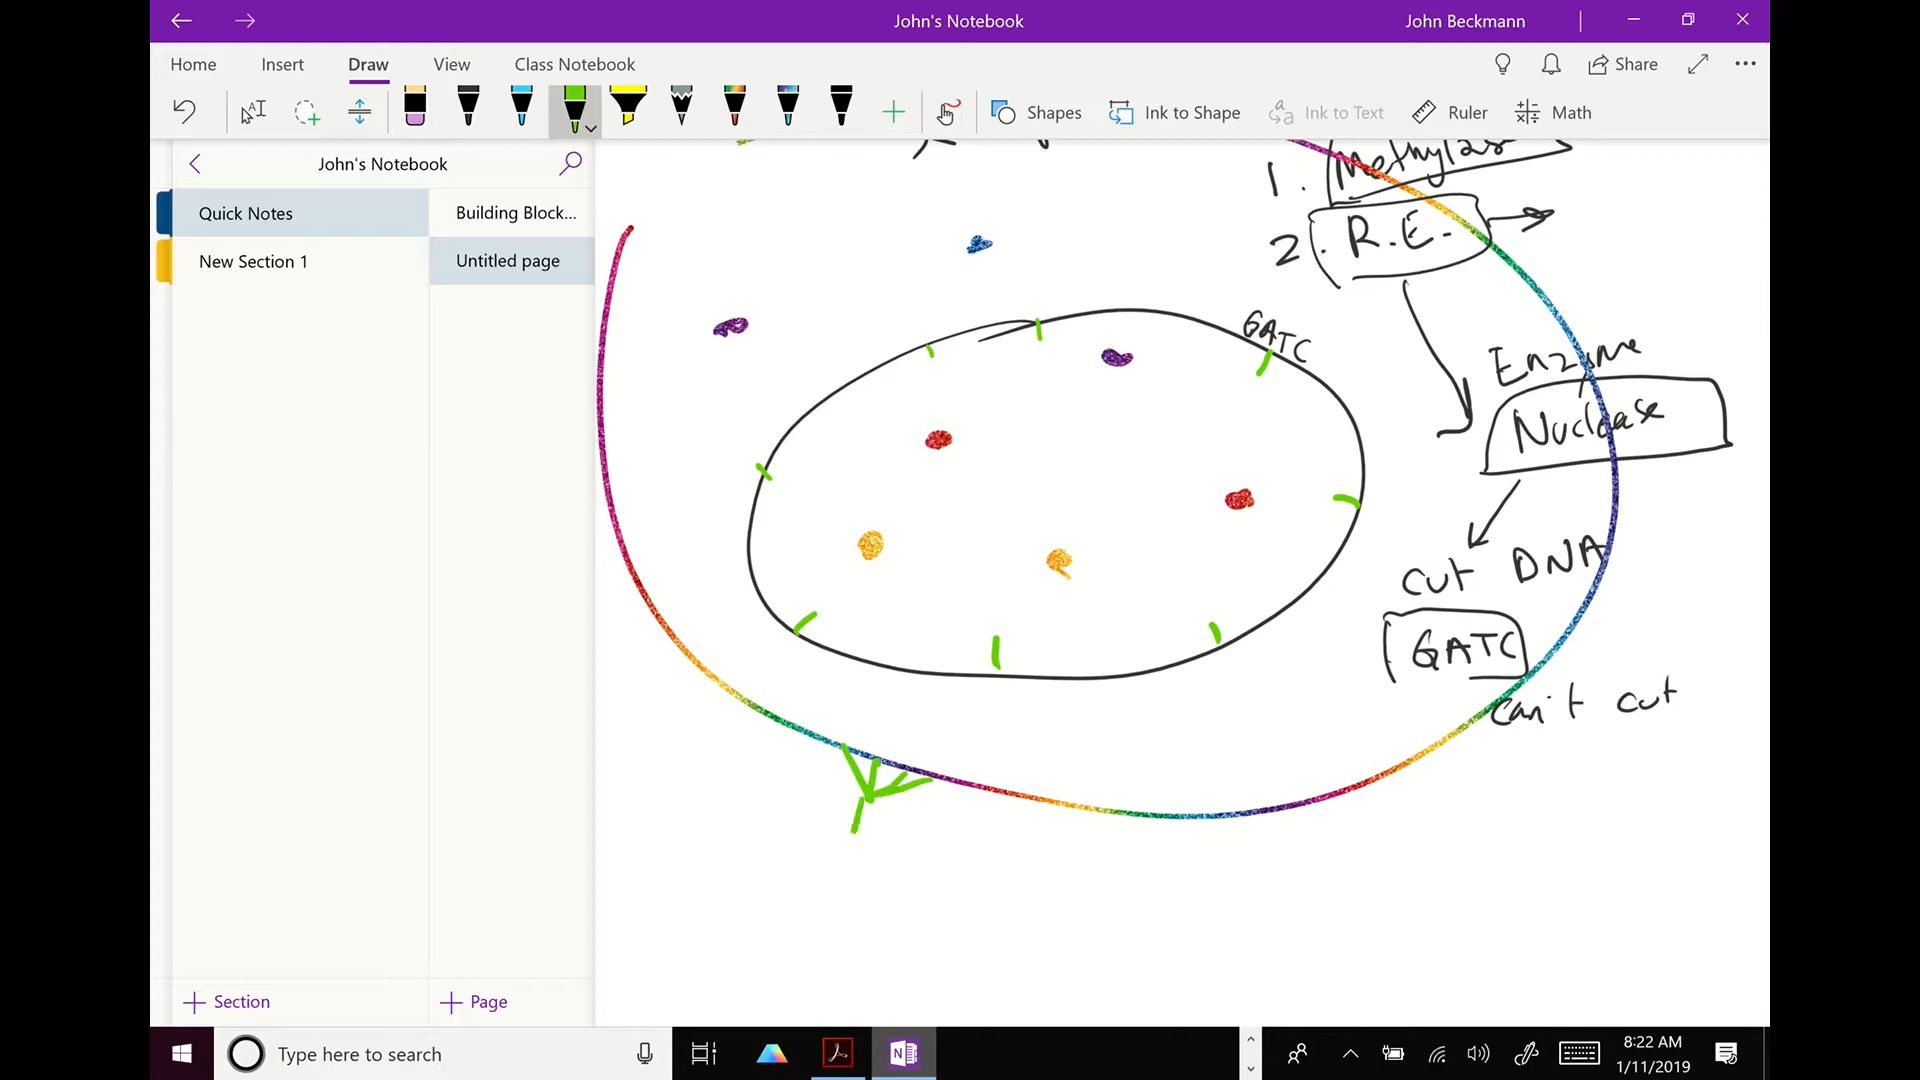 John's Notebook
John Beckmann
Home
Insert
Draw
View
Class Notebook
Share
Shapes
Ink to Shape
Ink to Text
Ruler
Math
John's Notebook
Quick Notes
New Section 1
Building Block...
Untitled page
1. Methylas
2. R.E.
GATC
Enzyme
Nuclease
cut DNA
GATC
can't cut
Section
Page
Type here to search
8:22 AM
1/11/2019